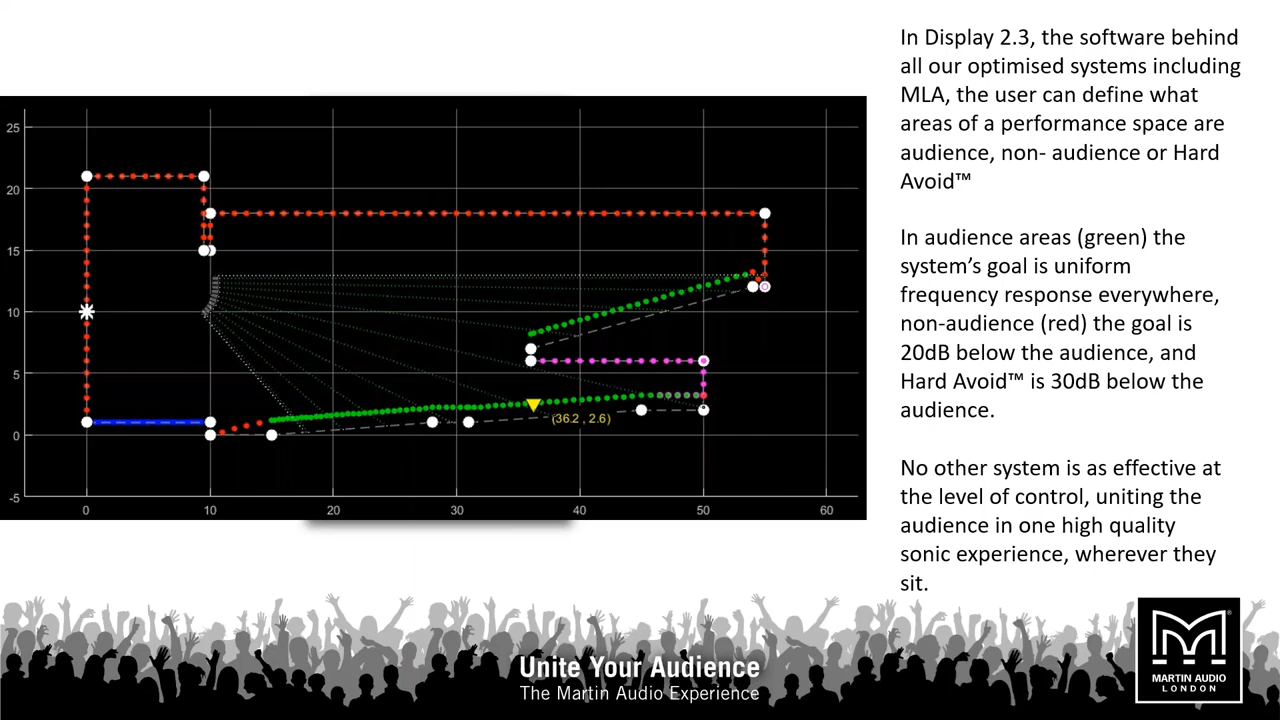 In Display 2.3, the software behind
all our optimised systems including
MLA, the user can define what
areas of a performance space are
audience, non- audience or Hard
Avoid™
In audience areas (green) the
system's goal is uniform
frequency response everywhere,
non-audience (red) the goal is
20dB below the audience, and
Hard Avoid™ is 30dB below the
audience.
No other system is as effective at
the level of control, uniting the
audience in one high quality
sonic experience, wherever they
sit.
25
20
15
10
5
0
-5
(36.2 , 2.6)
0 10 20 30 40 50 60
Unite Your Audience
The Martin Audio Experience
MARTIN AUDIO
LONDON